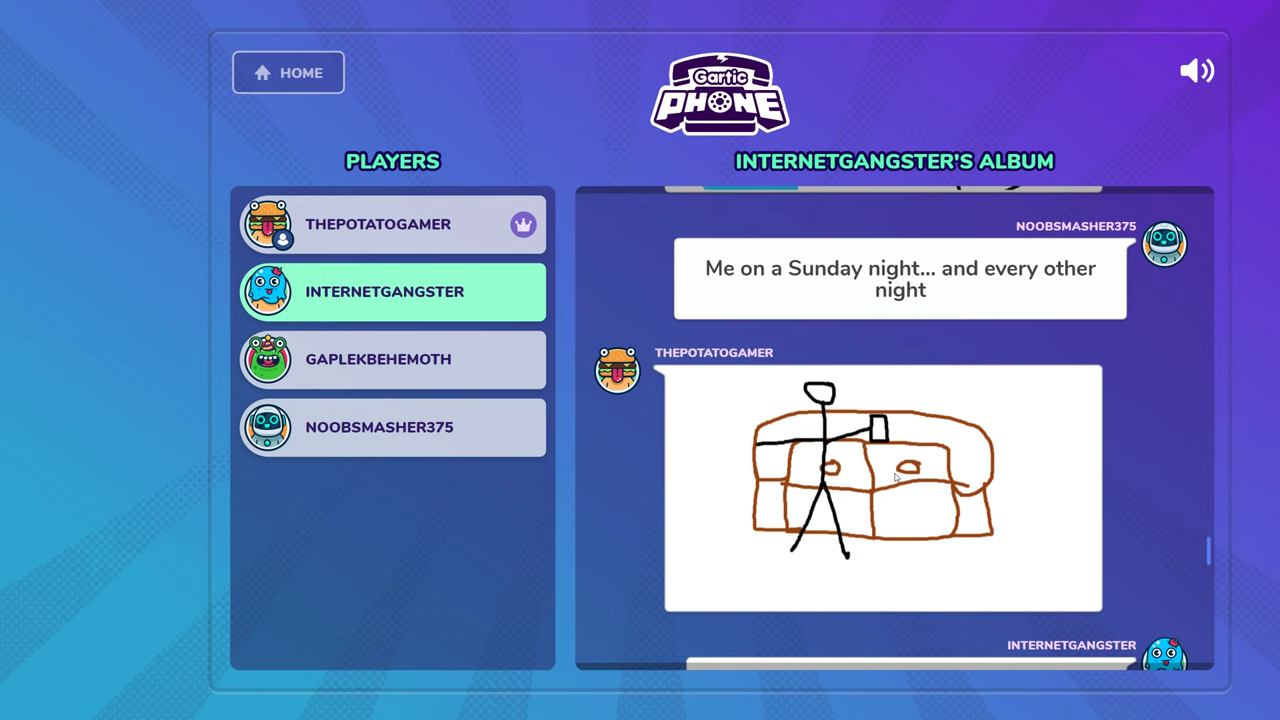 HOME
Gartic
PHONE
PLAYERS
INTERNETGANGSTER'S ALBUM
THEPOTATOGAMER
INTERNETGANGSTER
GAPLEKBEHEMOTH
NOOBSMASHER375
NOOBSMASHER375
Me on a Sunday night... and every other
night
THEPOTATOGAMER
INTERNETGANGSTER